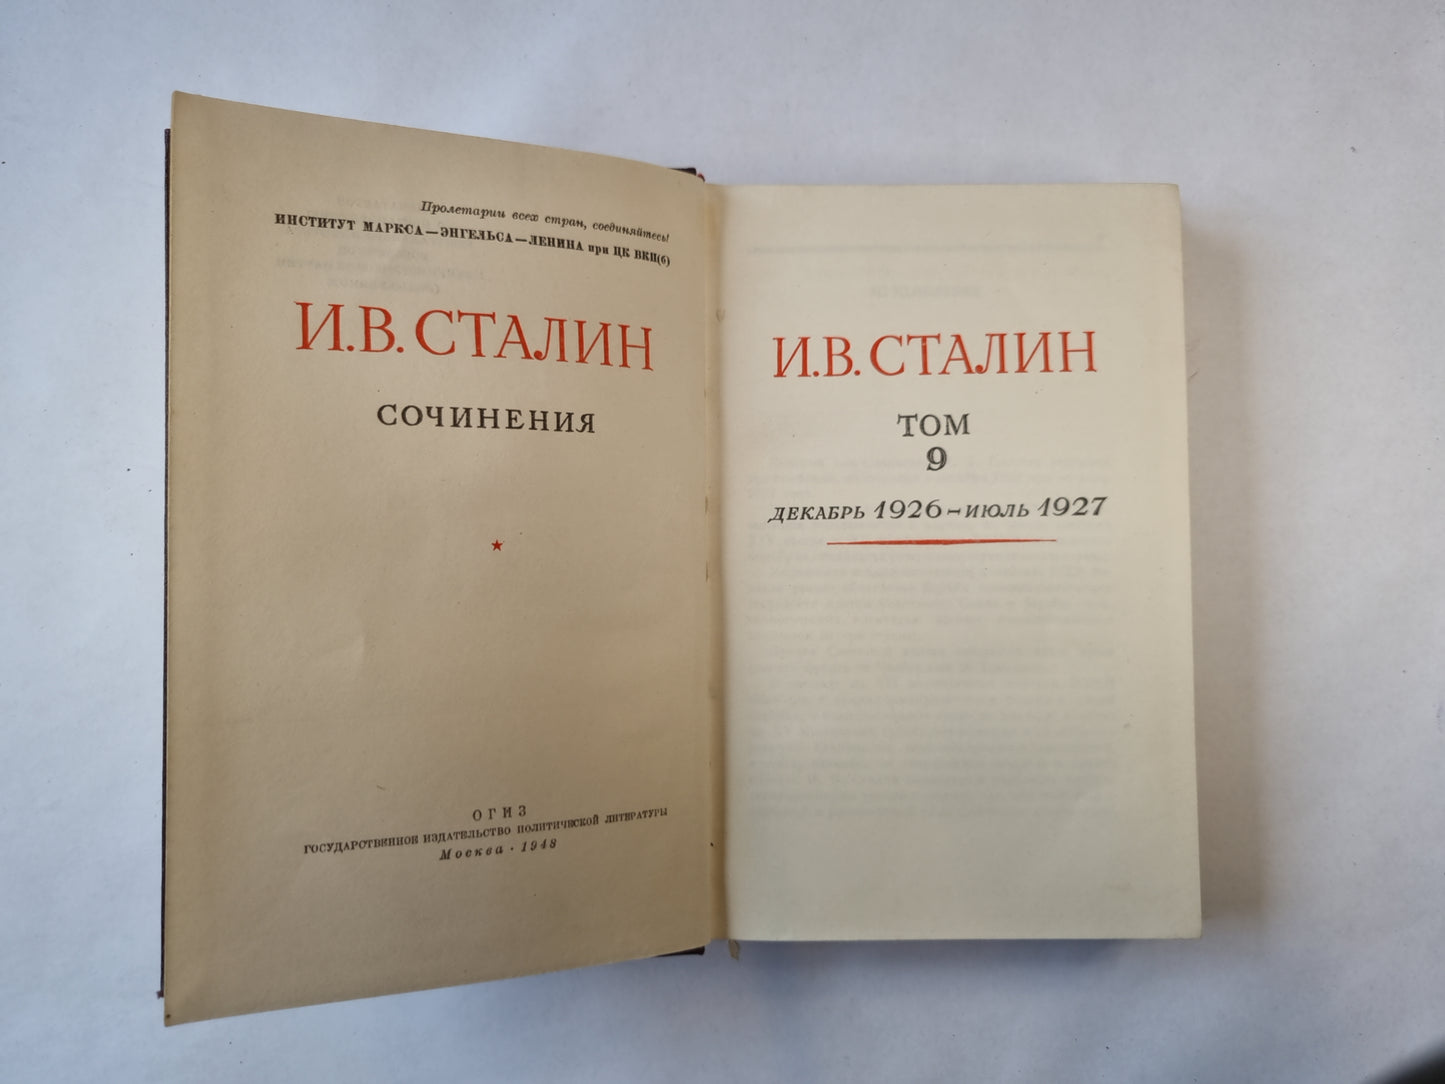 Пролетарии всех стран, соединяйтесь!
ИНСТИТУТ МАРКСА—ЭНГЕЛЬСА—ЛЕНИНА при ЦК ВКП(б)
И.В. СТАЛИН
СОЧИНЕНИЯ
ОГИЗ
ГОСУДАРСТВЕННОЕ ИЗДАТЕЛЬСТВО ПОЛИТИЧЕСКОЙ ЛИТЕРАТУРЫ
Москва · 1948
И.В. СТАЛИН
ТОМ
9
ДЕКАБРЬ 1926 – ИЮЛЬ 1927